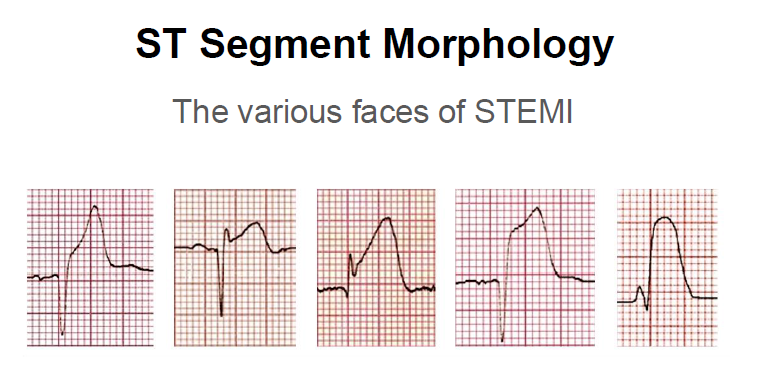 ST Segment Morphology
The various faces of STEMI